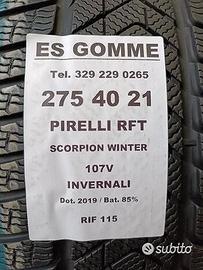 ES GOMME
Tel. 329 229 0265
275 40 21
PIRELLI RFT
SCORPION WINTER
107V
INVERNALI
Dot. 2019 / Bat. 85%
RIF 115
subito